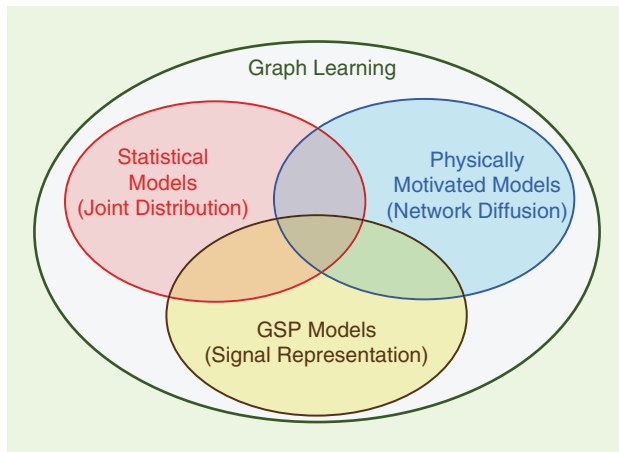 Graph Learning
Statistical
Models
(Joint Distribution)
Physically
Motivated Models
(Network Diffusion)
GSP Models
(Signal Representation)